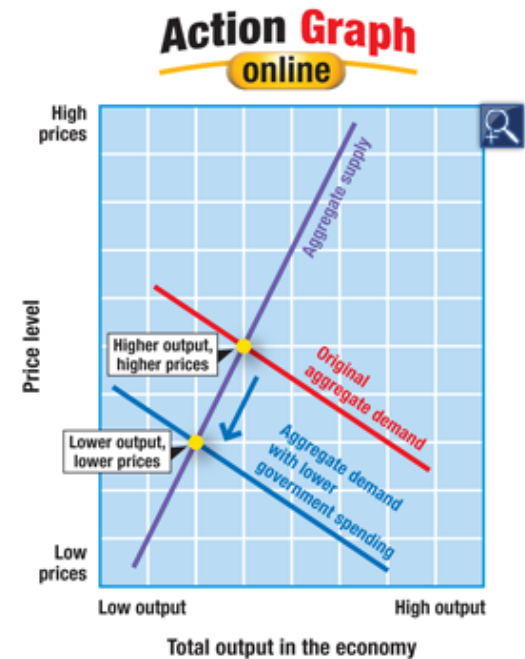 Action Graph
online
High
prices
Aggregate supply
Price level
Higher output,
higher prices
Original
aggregate demand
Lower output,
lower prices
Aggregate demand
with lower
government spending
Low
prices
Low output
High output
Total output in the economy